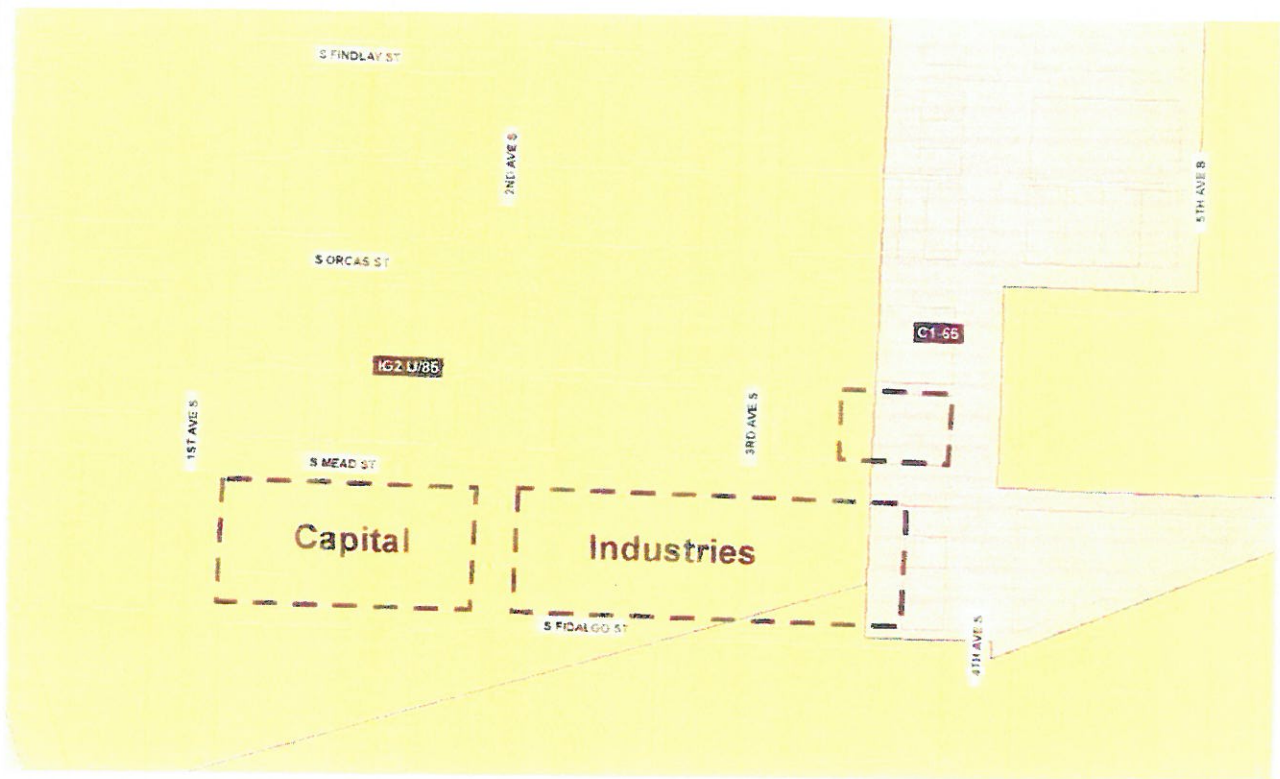 S FINDLAY ST
2ND AVE S
5TH AVE S
S ORCAS ST
C1-65
IG2 U/85
1ST AVE S
3RD AVE S
S MEAD ST
Capital Industries
S FIDALGO ST
4TH AVE S